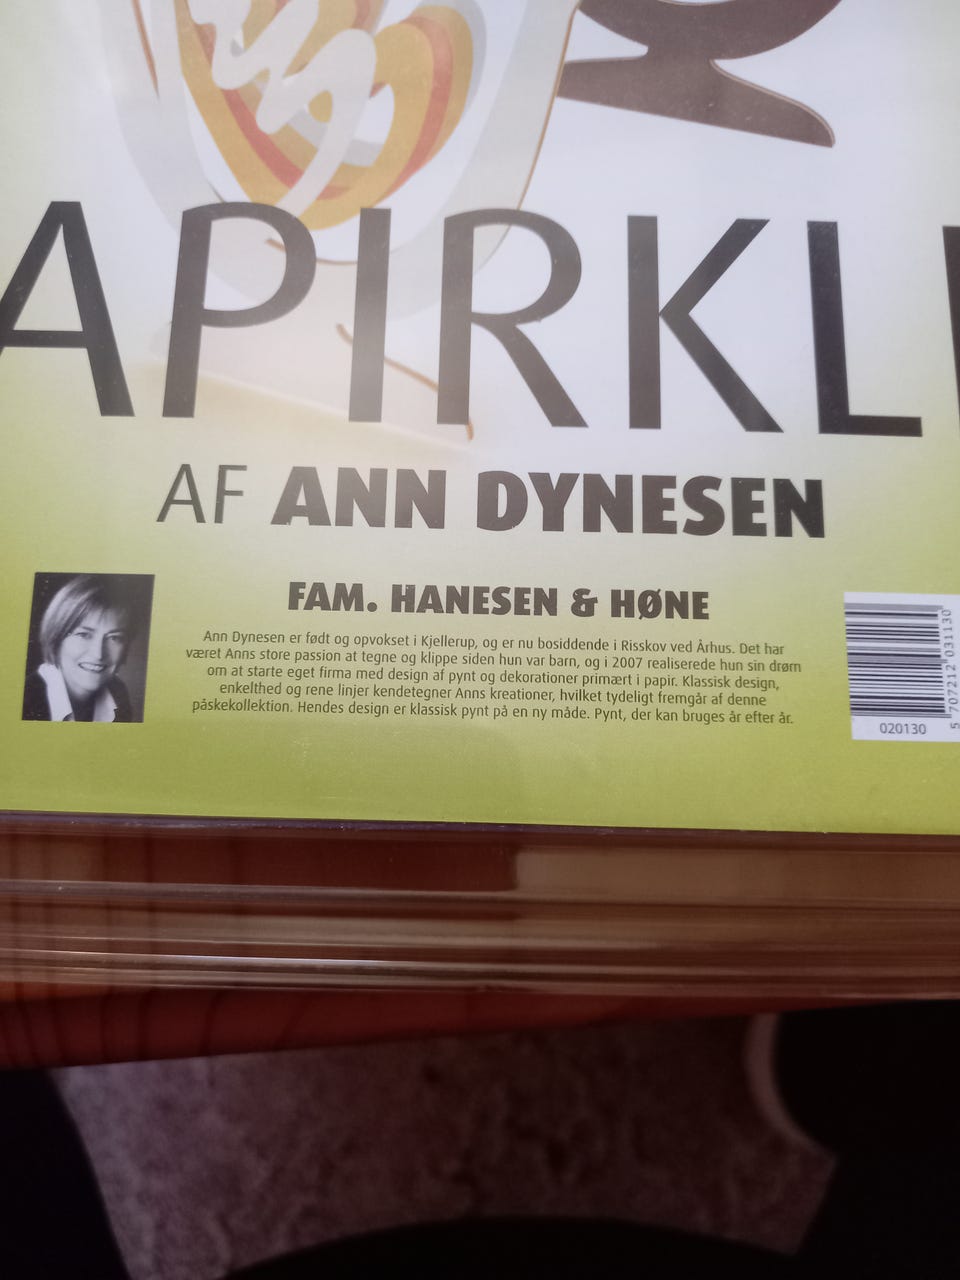 APIRKLI
AF ANN DYNESEN
FAM. HANESEN & HØNE
Ann Dynesen er født og opvokset i Kjellerup, og er nu bosiddende i Risskov ved Århus. Det har
været Anns store passion at tegne og klippe siden hun var barn, og i 2007 realiserede hun sin drøm
om at starte eget firma med design af pynt og dekorationer primært i papir. Klassisk design,
enkelthed og rene linjer kendetegner Anns kreationer, hvilket tydeligt fremgår af denne
påskekollektion. Hendes design er klassisk pynt på en ny måde. Pynt, der kan bruges år efter år.
020130
5 707212 031130